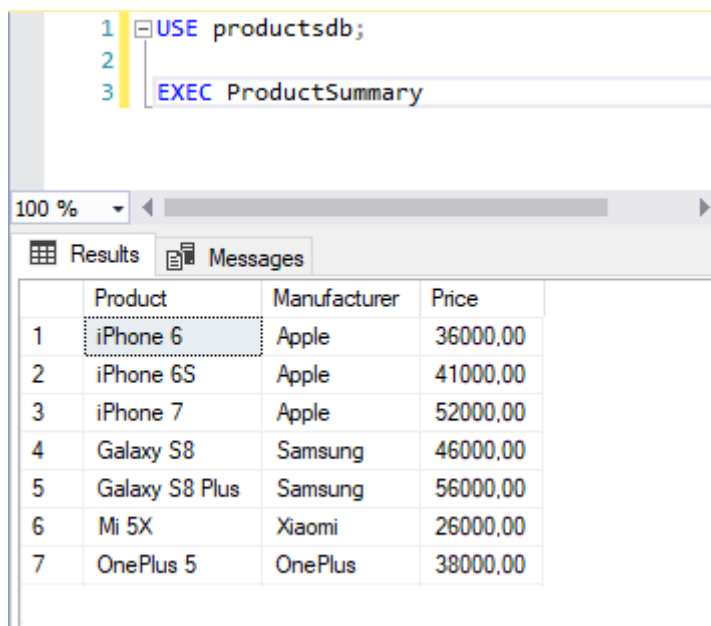 1 USE productsdb;
2
3 EXEC ProductSummary
100 %
Results Messages
Product Manufacturer Price
1 iPhone 6 Apple 36000,00
2 iPhone 6S Apple 41000,00
3 iPhone 7 Apple 52000,00
4 Galaxy S8 Samsung 46000,00
5 Galaxy S8 Plus Samsung 56000,00
6 Mi 5X Xiaomi 26000,00
7 OnePlus 5 OnePlus 38000,00